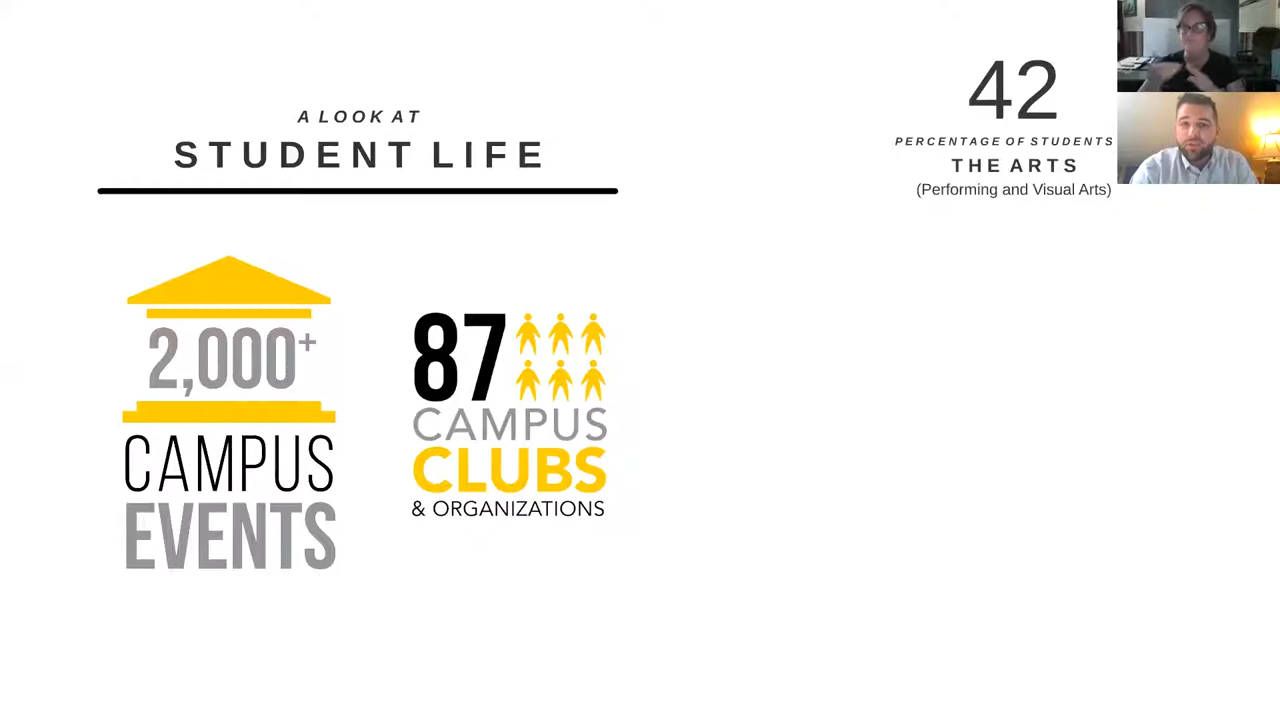 A LOOK AT
STUDENT LIFE
2,000+
CAMPUS
EVENTS
87
CAMPUS
CLUBS
& ORGANIZATIONS
42
PERCENTAGE OF STUDENTS
THE ARTS
(Performing and Visual Arts)